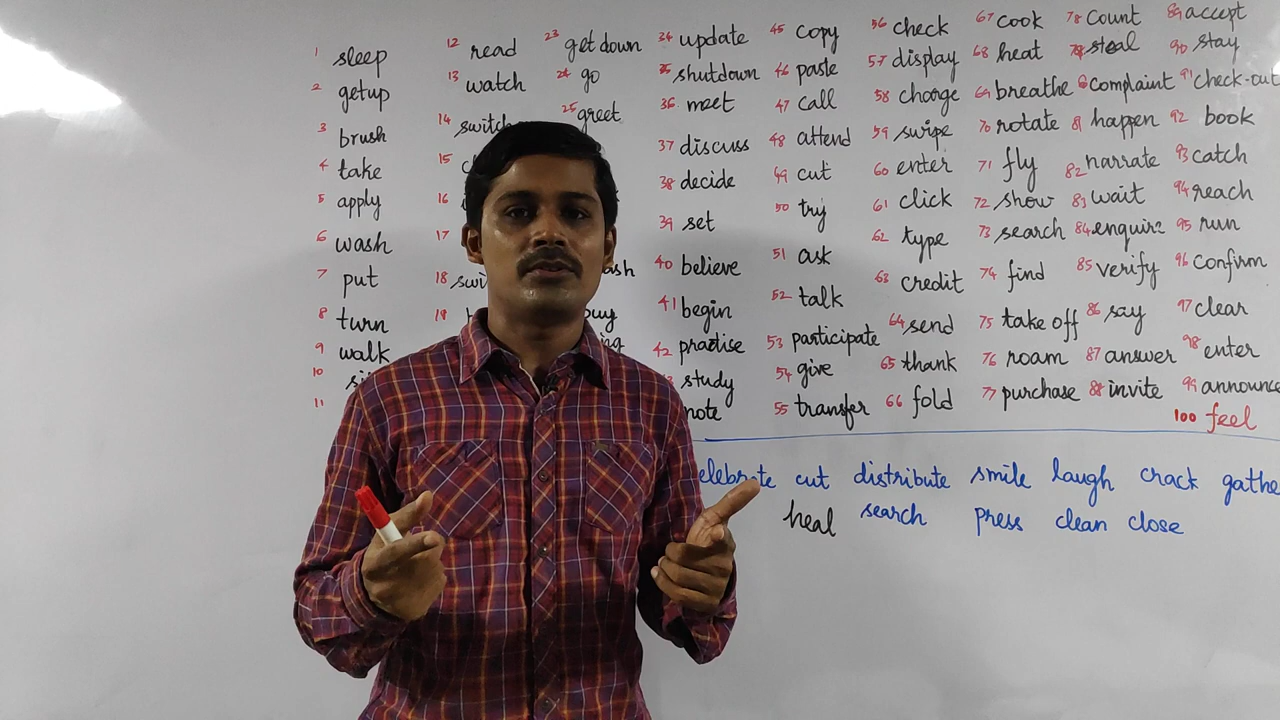 1 sleep
2 getup
3 brush
4 take
5 apply
6 wash
7 put
8 turn
9 walk
10
11
12 read
13 watch
14 switch
15
16
17
18
19
23 get down
24 go
25 greet
34 update
35 shutdown
36 meet
37 discuss
38 decide
39 set
40 believe
41 begin
42 practise
study
note
45 copy
46 paste
47 call
48 attend
49 cut
50 try
51 ask
52 talk
53 participate
54 give
55 transfer
56 check
57 display
58
59 swipe
60 enter
61 click
62 type
63 credit
64 send
65 thank
66 fold
67 cook
68 heat
69 breathe
70 rotate
71 fly
72 show
73 search
74 find
75 take off
76 roam
77 purchase
78 count
79 steal
complaint
81 happen
82 narrate
83 wait
84 enquire
85 verify
86 say
87 answer
88 invite
89 accept
90 stay
91 check-out
92 book
93 catch
94 reach
95 run
96 confirm
97 clear
98 enter
99 announce
100 feel
cut distribute smile laugh crack
heal search press clean close